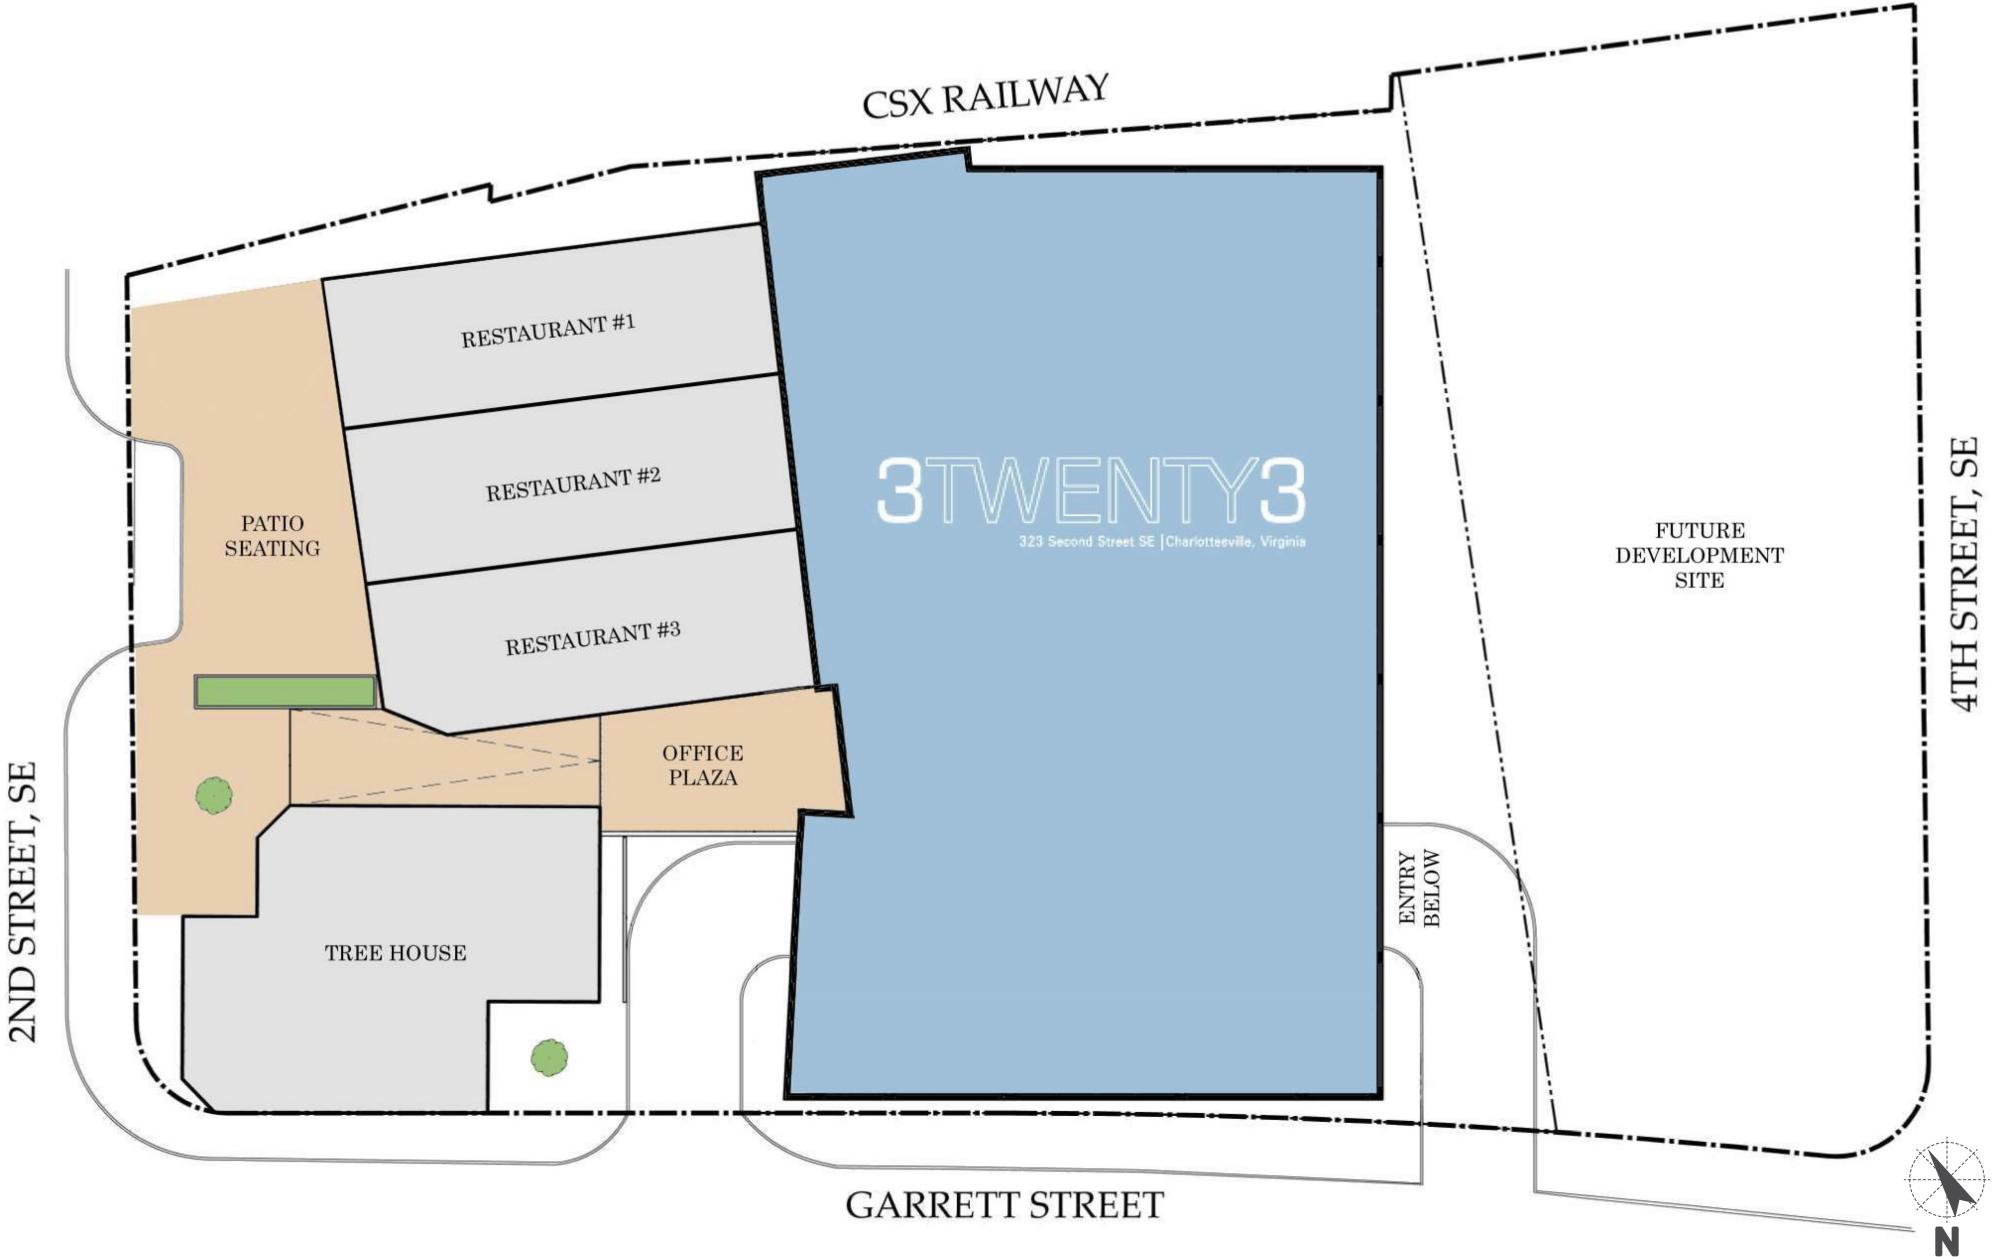 CSX RAILWAY
RESTAURANT #1
RESTAURANT #2
3TWENTY3
323 Second Street SE | Charlottesville, Virginia
PATIO
SEATING
FUTURE
DEVELOPMENT
SITE
4TH STREET, SE
RESTAURANT #3
OFFICE
PLAZA
2ND STREET, SE
ENTRY
BELOW
TREE HOUSE
GARRETT STREET
N